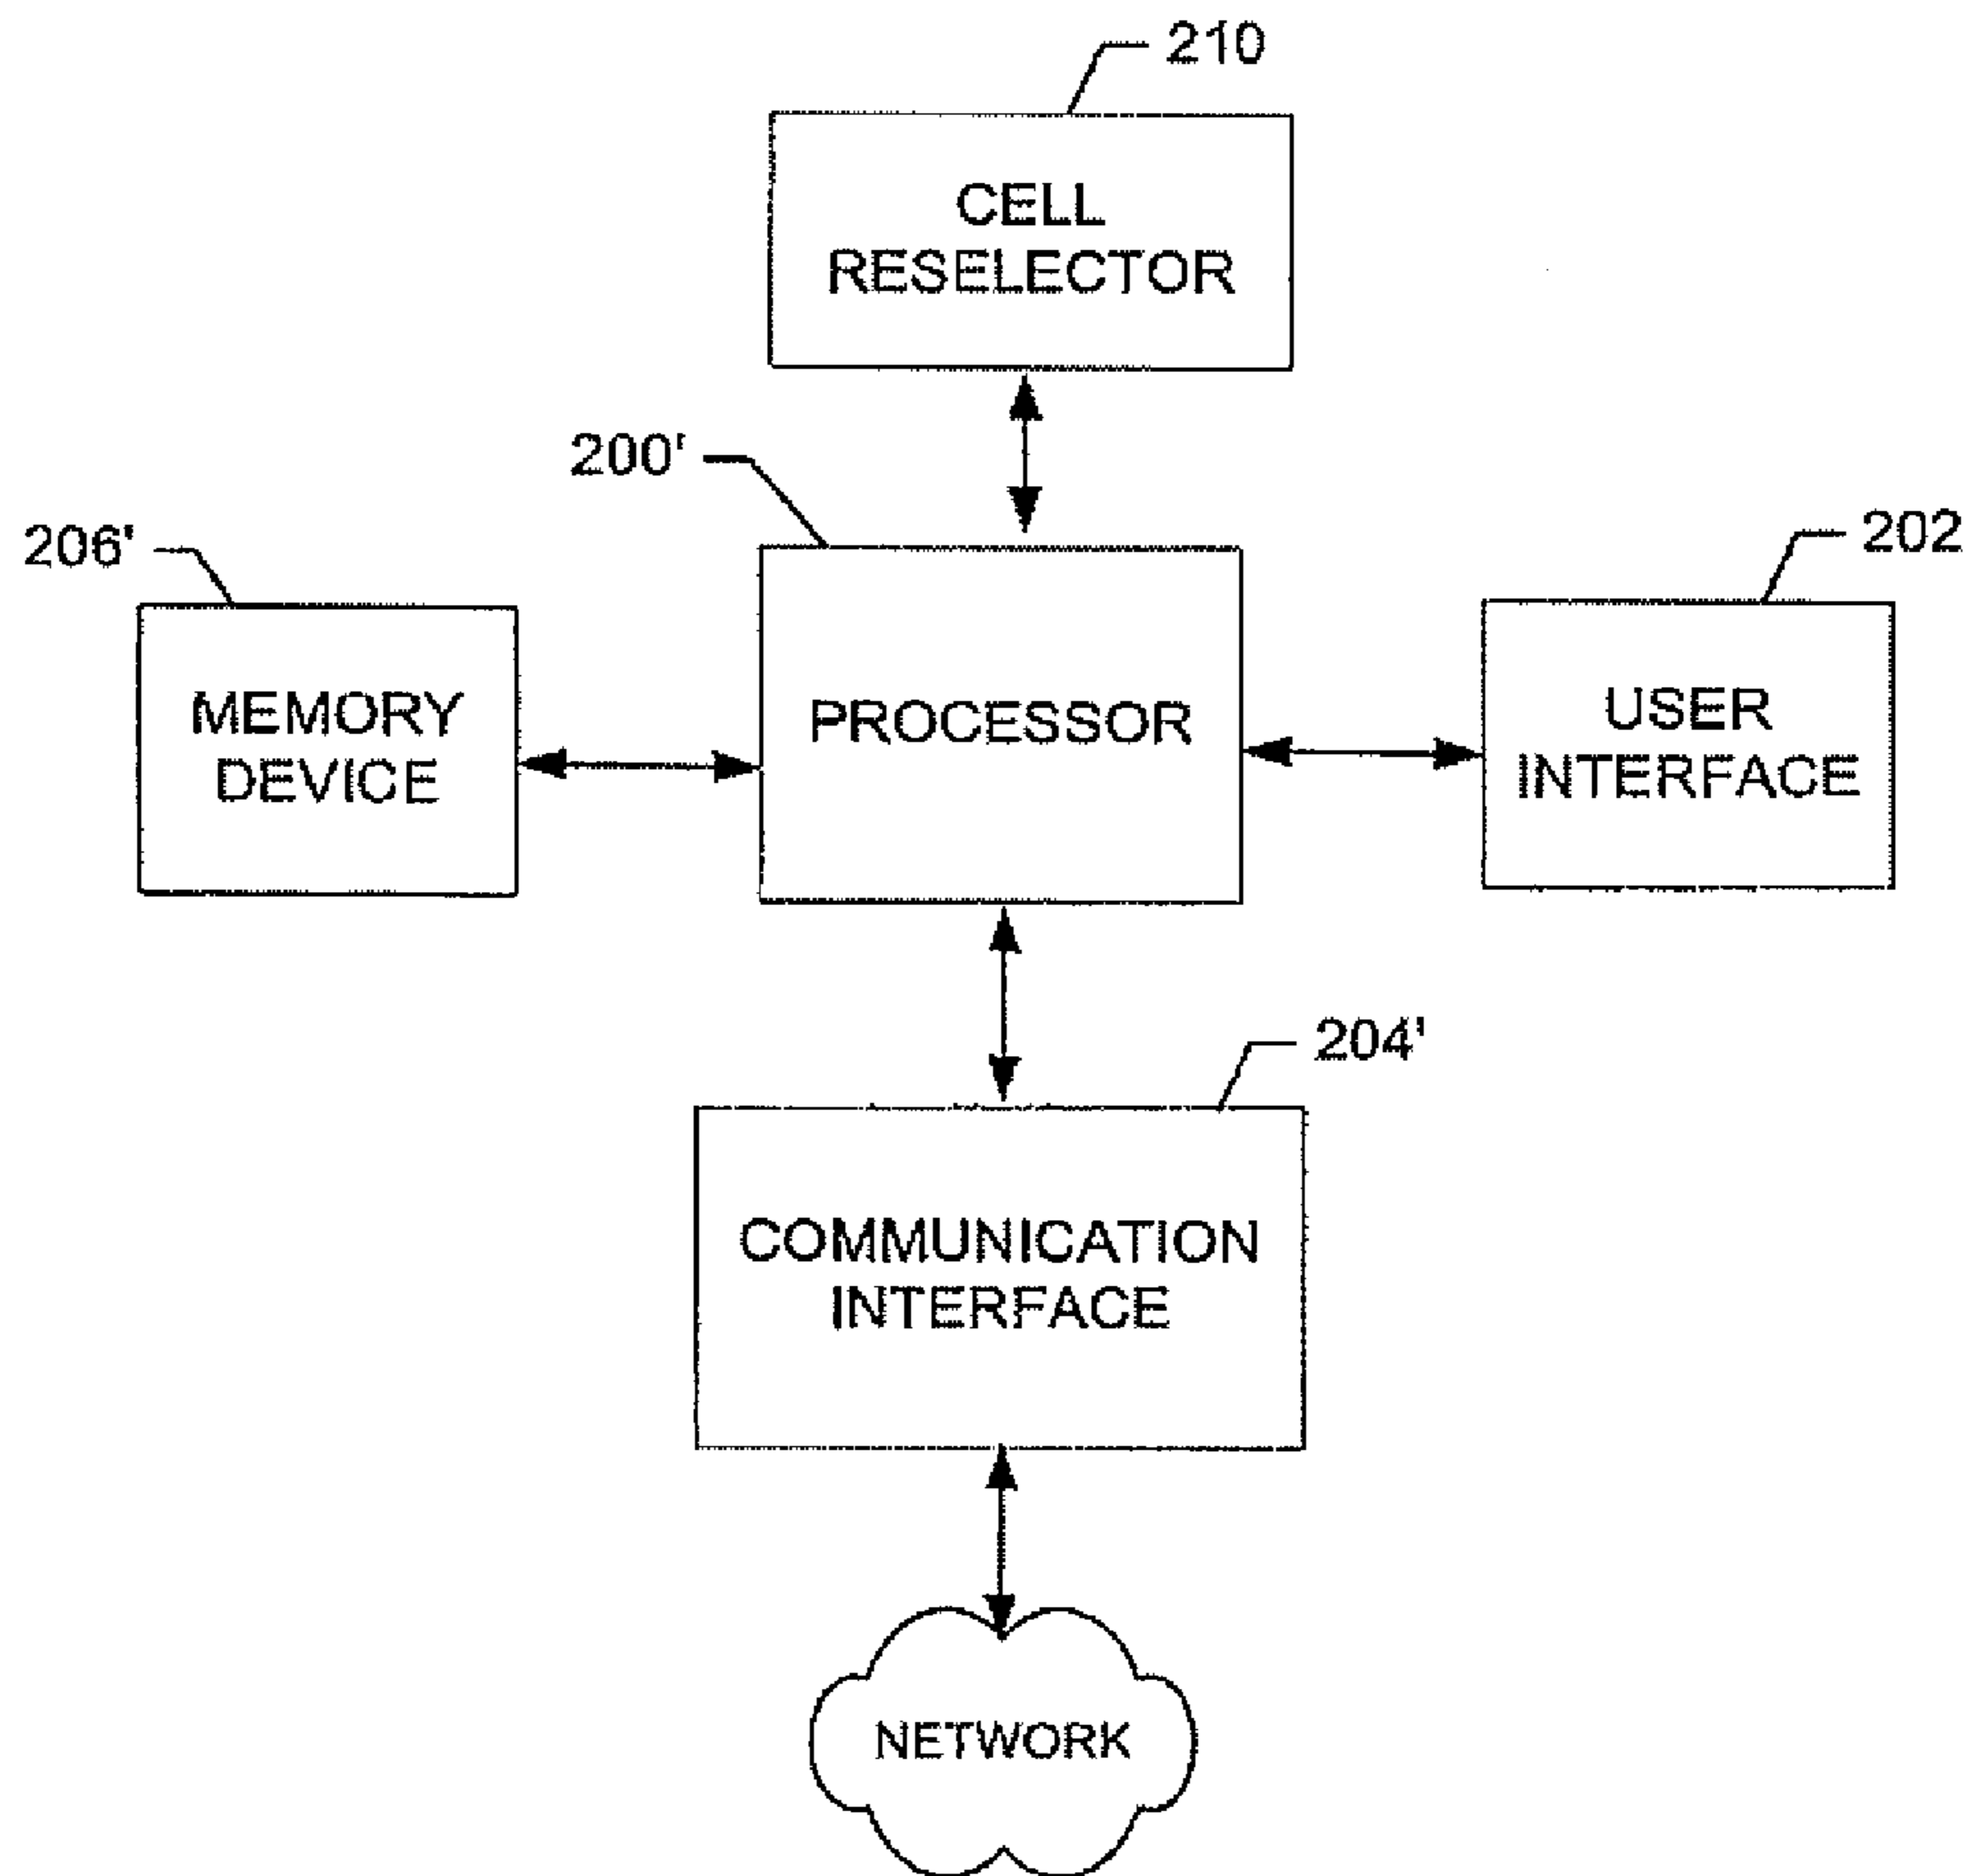 210
CELL
RESELECTOR
200'
206'
202
MEMORY
DEVICE
PROCESSOR
USER
INTERFACE
204'
COMMUNICATION
INTERFACE
NETWORK